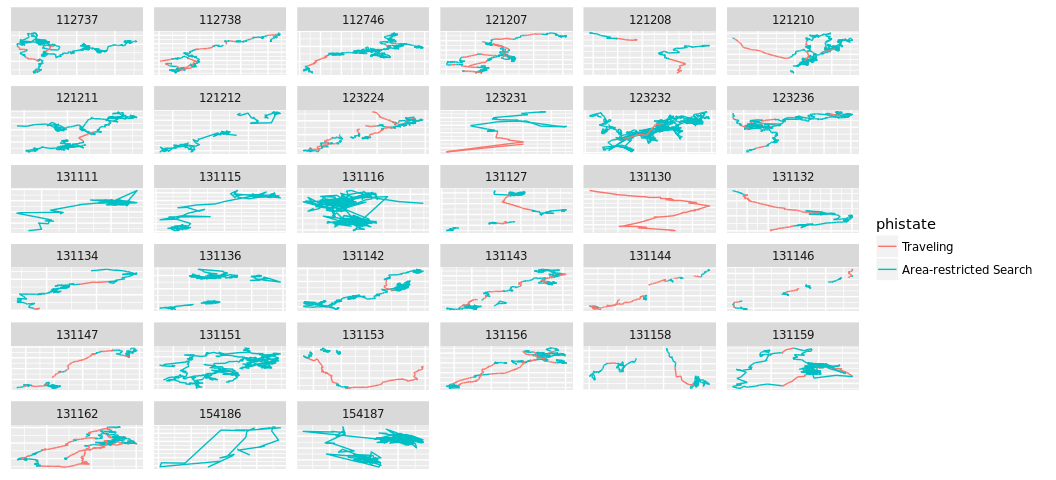 112737 112738 112746 121207 121208 121210
121211 121212 123224 123231 123232 123236
131111 131115 131116 131127 131130 131132
phistate
Traveling
Area-restricted Search
131134 131136 131142 131143 131144 131146
131147 131151 131153 131156 131158 131159
131162 154186 154187